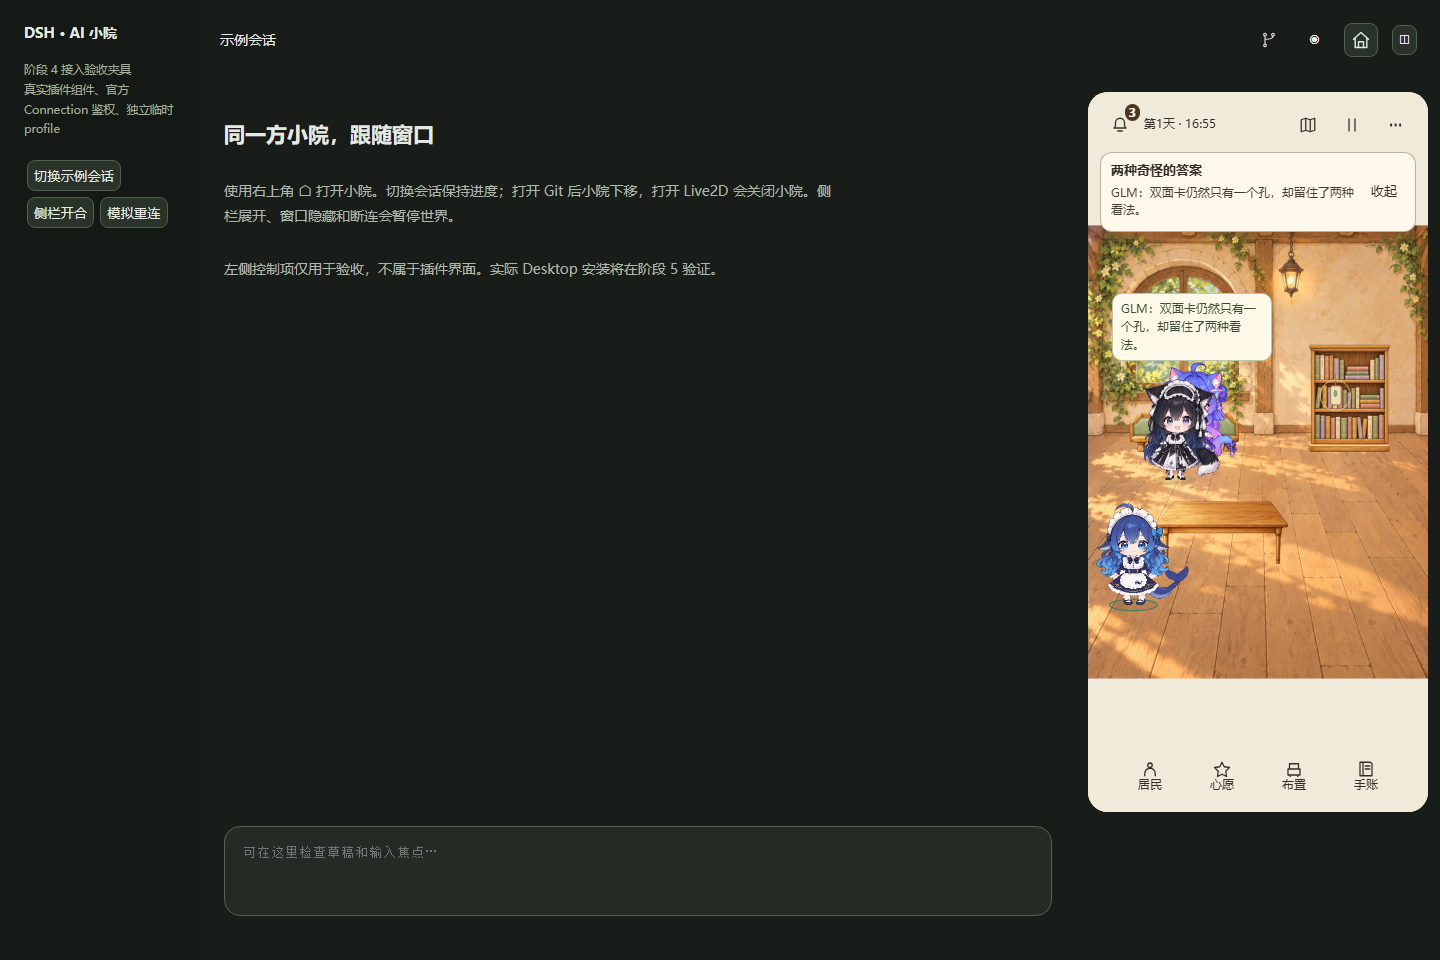 DSH • AI 小院
阶段 4 接入验收夹具
真实插件组件、官方
Connection 鉴权、独立临时
profile
切换示例会话
侧栏开合
模拟重连
示例会话
同一方小院，跟随窗口
使用右上角 ⌂ 打开小院。切换会话保持进度；打开 Git 后小院下移，打开 Live2D 会关闭小院。侧
栏展开、窗口隐藏和断连会暂停世界。
左侧控制项仅用于验收，不属于插件界面。实际 Desktop 安装将在阶段 5 验证。
可在这里检查草稿和输入焦点…
3
第1天 · 16:55
两种奇怪的答案
GLM：双面卡仍然只有一个孔，却留住了两种
看法。
收起
GLM：双面卡仍然只有一
个孔，却留住了两种看
法。
居民
心愿
布置
手账